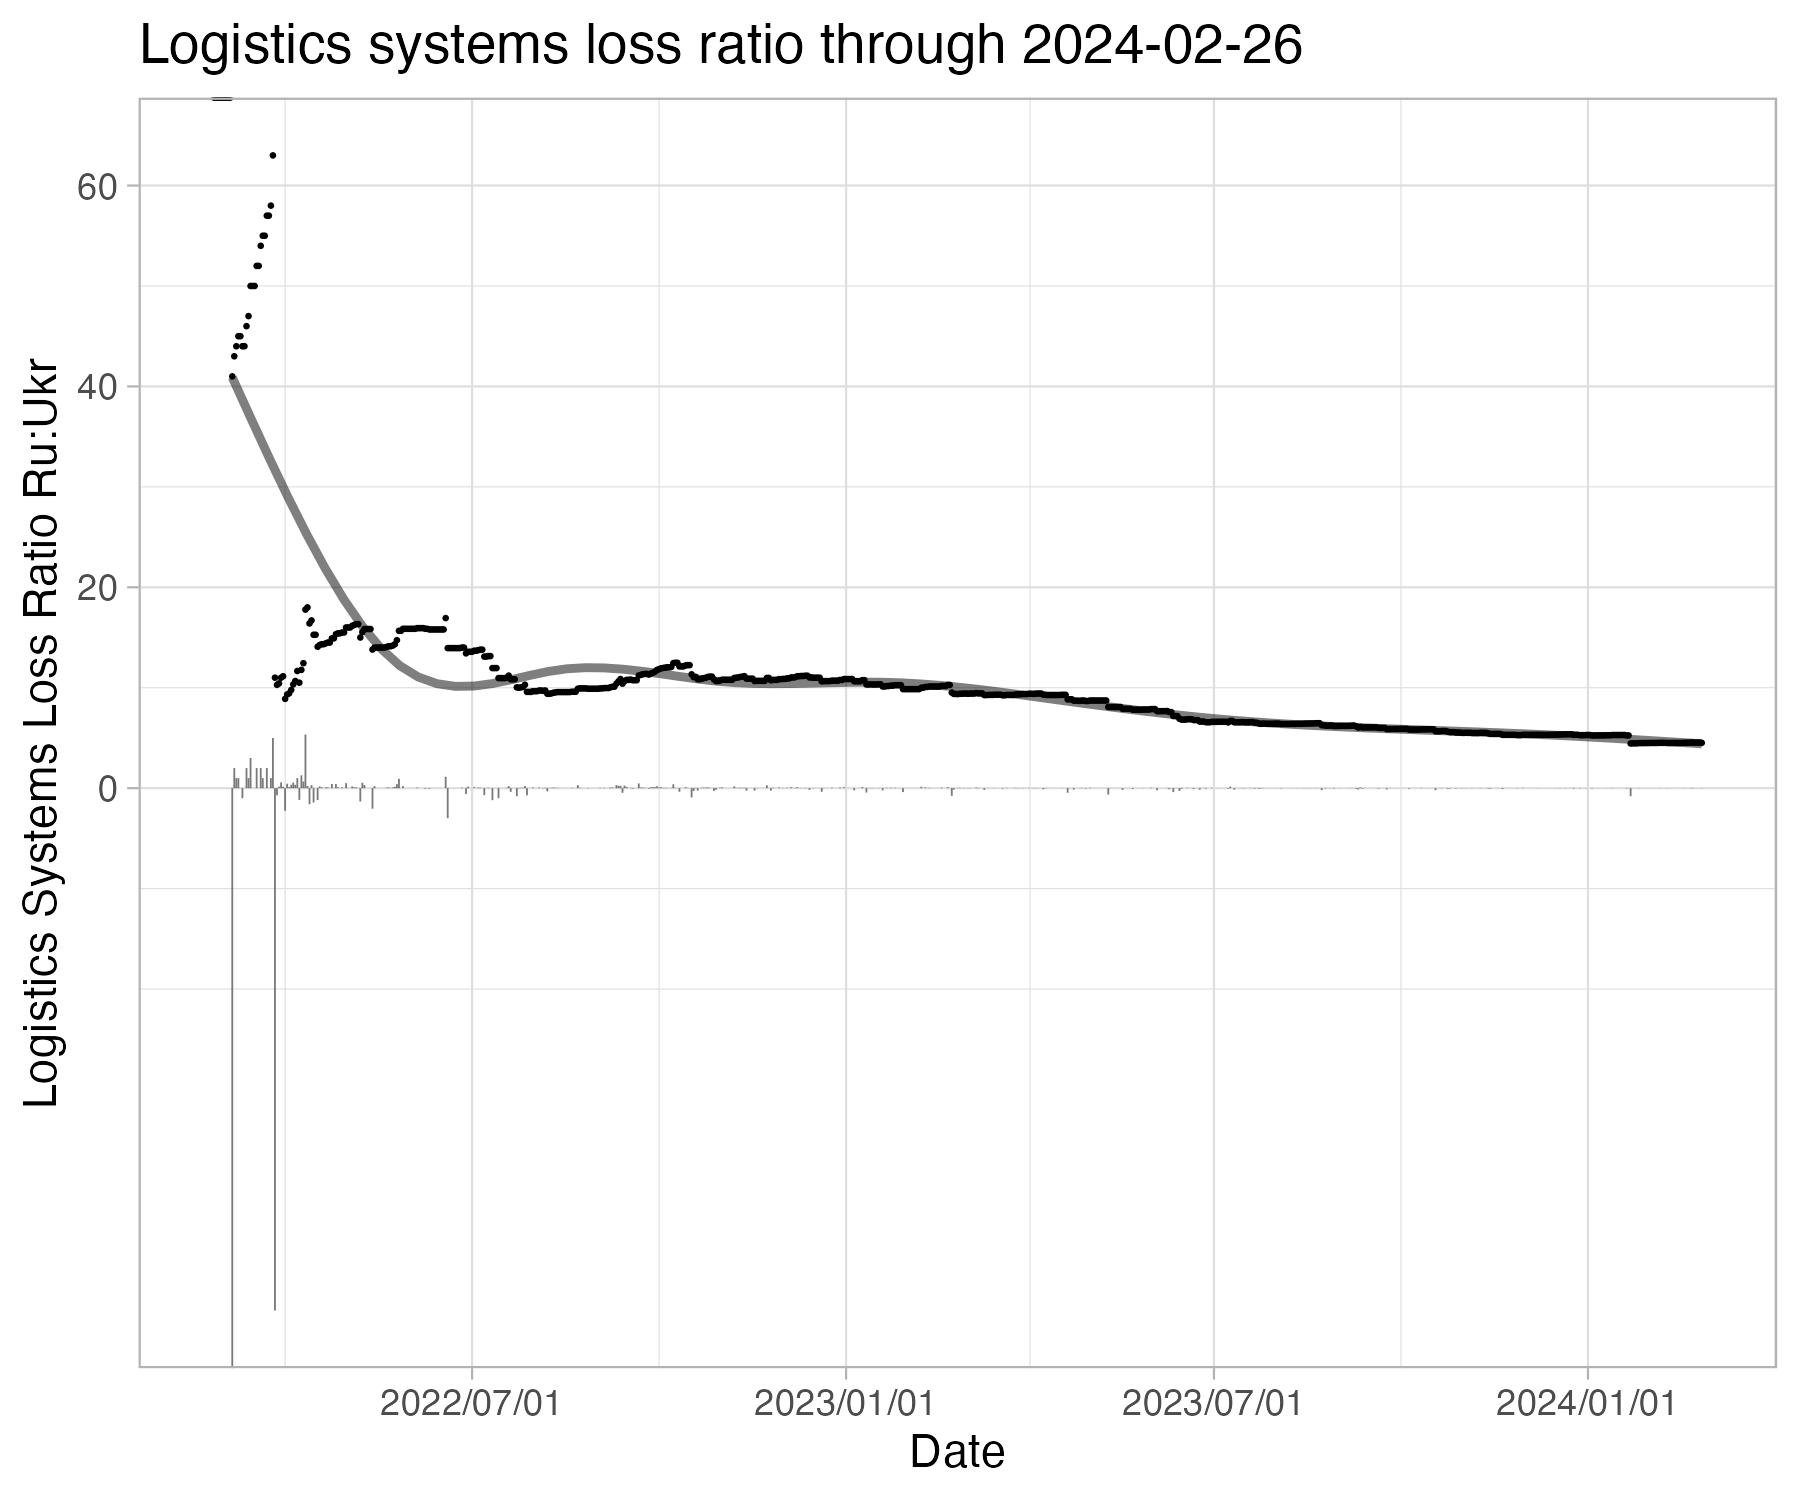 Logistics systems loss ratio through 2024-02-26
Logistics Systems Loss Ratio Ru:Ukr
60
40
20
0
2022/07/01
2023/01/01
2023/07/01
2024/01/01
Date